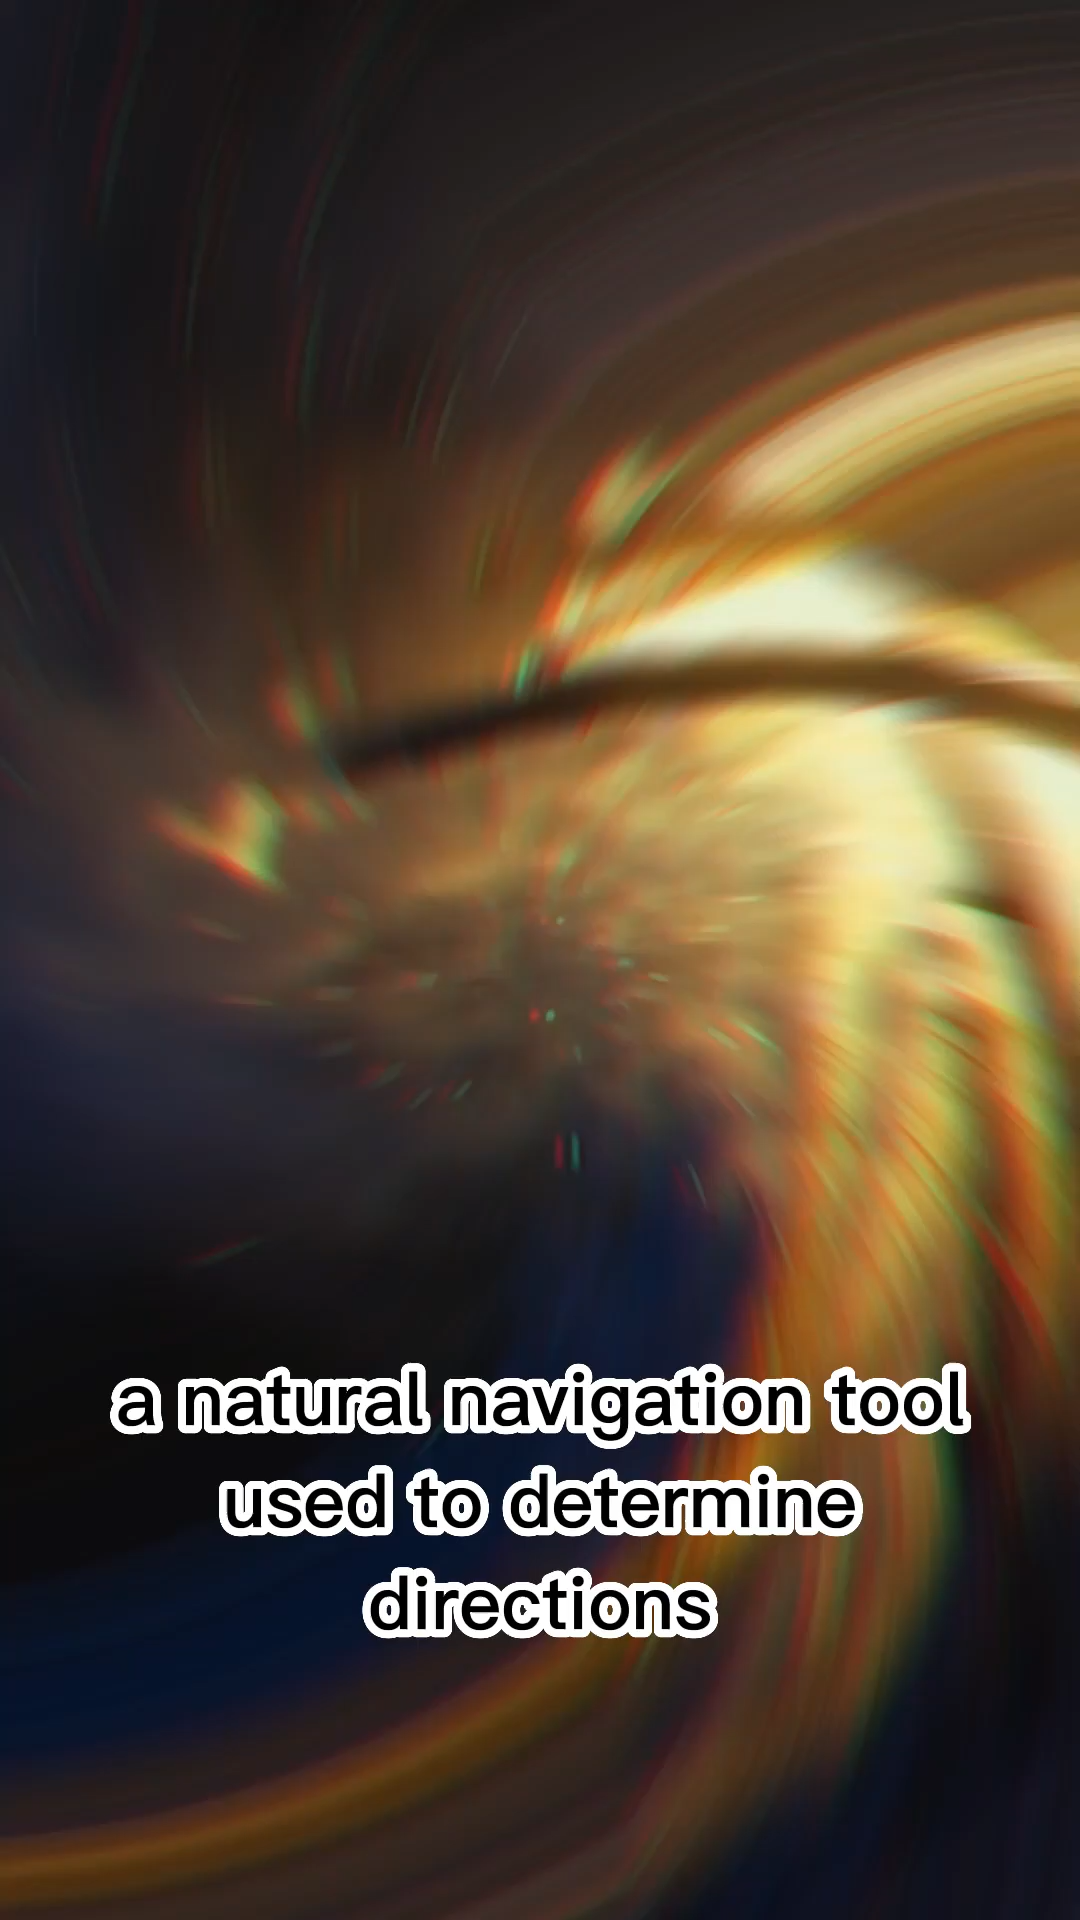 a natural navigation tool
used to determine
directions